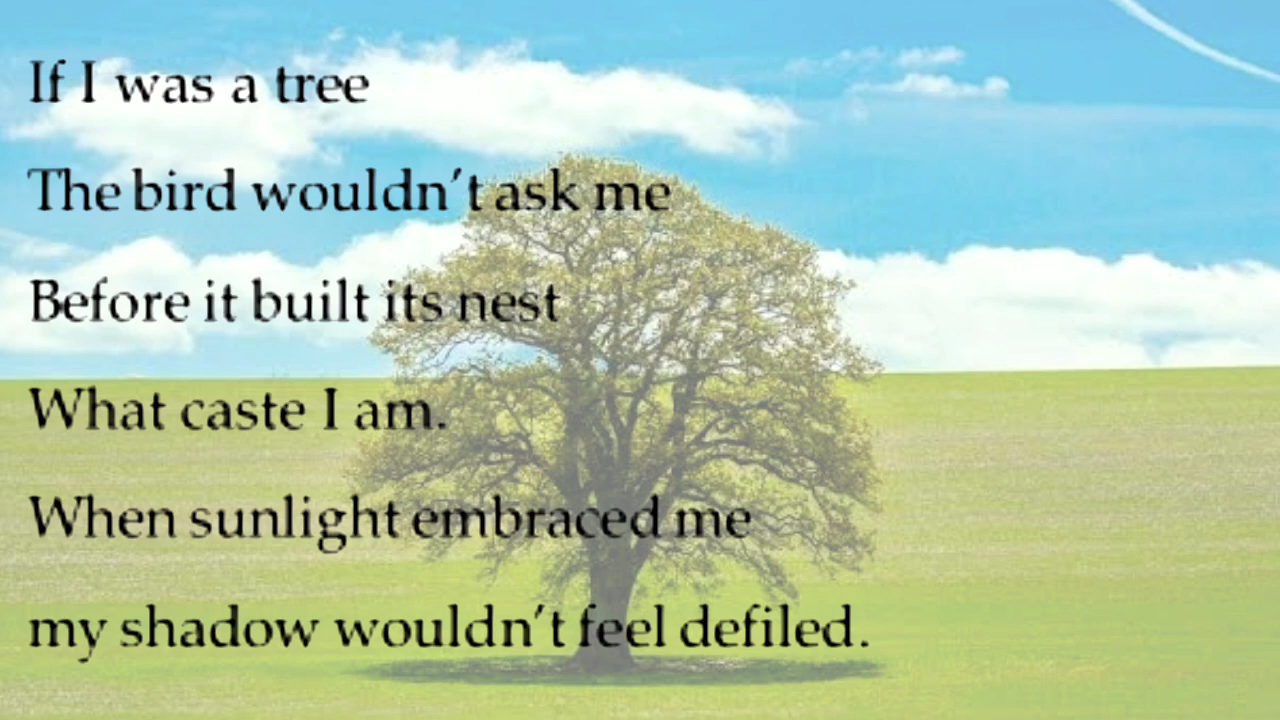 If I was a tree
The bird wouldn't ask me
Before it built its nest
What caste I am.
When sunlight embraced me
my shadow wouldn't feel defiled.